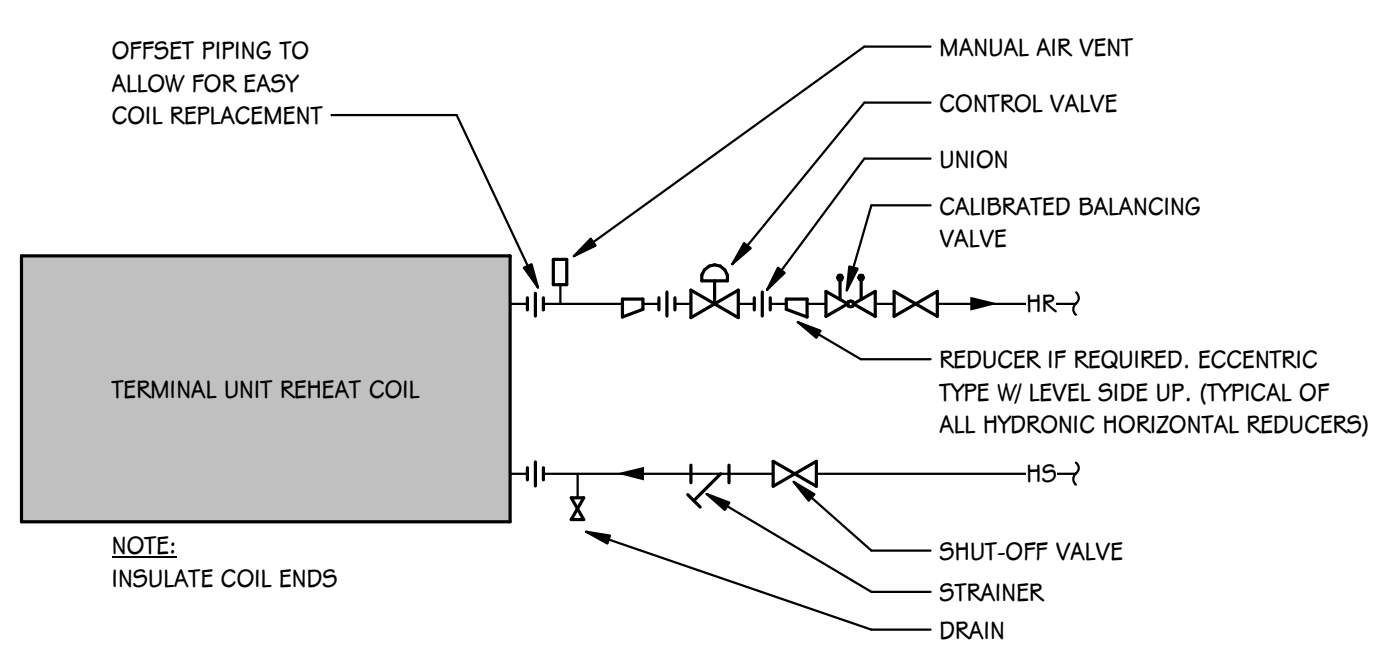 OFFSET PIPING TO
ALLOW FOR EASY
COIL REPLACEMENT
MANUAL AIR VENT
CONTROL VALVE
UNION
CALIBRATED BALANCING
VALVE
HR
REDUCER IF REQUIRED. ECCENTRIC
TYPE W/ LEVEL SIDE UP. (TYPICAL OF
ALL HYDRONIC HORIZONTAL REDUCERS)
TERMINAL UNIT REHEAT COIL
HS
NOTE:
INSULATE COIL ENDS
SHUT-OFF VALVE
STRAINER
DRAIN